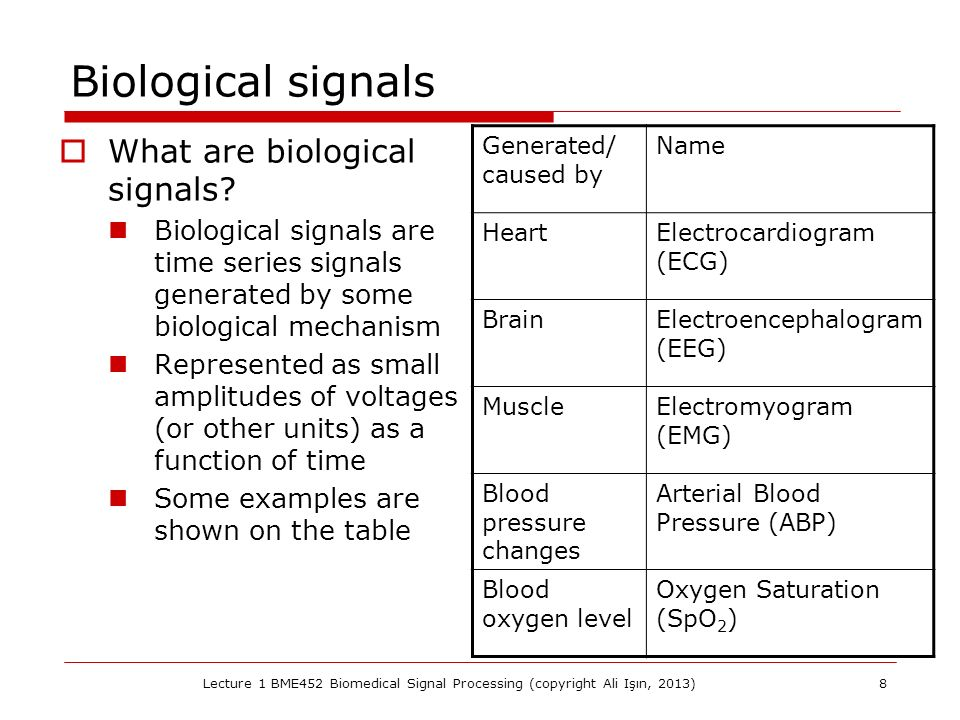 Biological signals
What are biological
signals?
Biological signals are
time series signals
generated by some
biological mechanism
Represented as small
amplitudes of voltages
(or other units) as a
function of time
Some examples are
shown on the table
Generated/
caused by
Name
Heart
Electrocardiogram
(ECG)
Brain
Electroencephalogram
(EEG)
Muscle
Electromyogram
(EMG)
Blood
pressure
changes
Arterial Blood
Pressure (ABP)
Blood
oxygen level
Oxygen Saturation
(SpO₂)
Lecture 1 BME452 Biomedical Signal Processing (copyright Ali Işın, 2013)
8